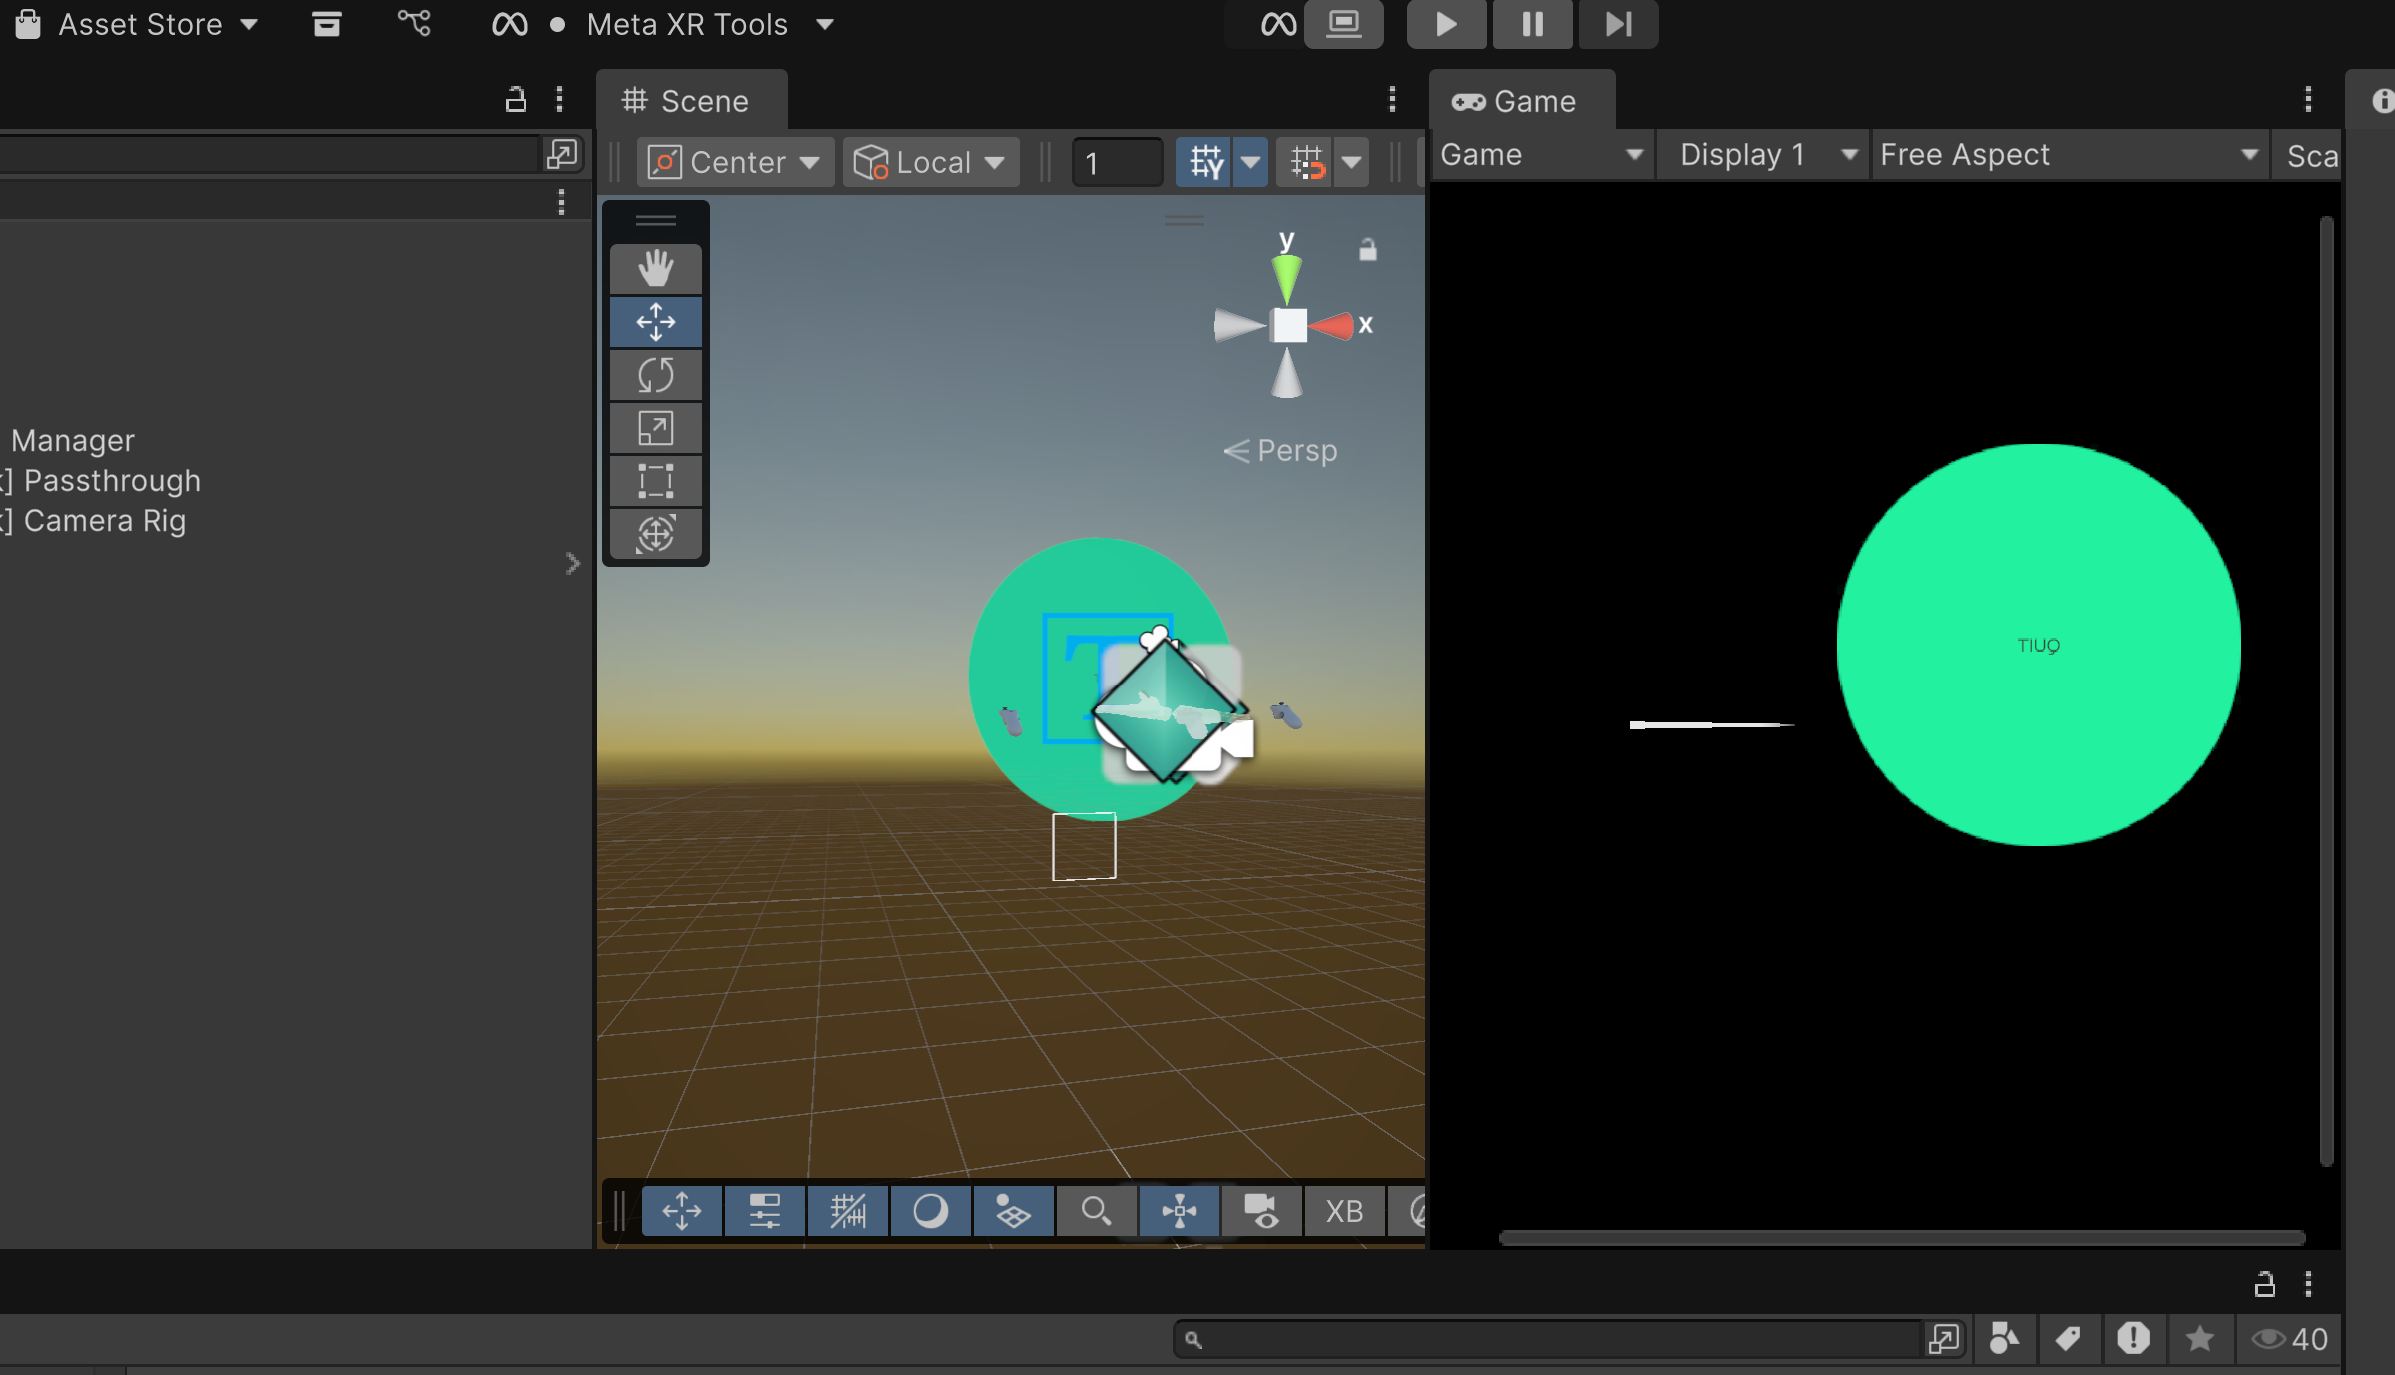 Asset Store
Meta XR Tools
Scene
Game
Center
Local
1
Game
Display 1
Free Aspect
Sca
y
x
Persp
Manager
] Passthrough
] Camera Rig
T
TIUQ
XB
40